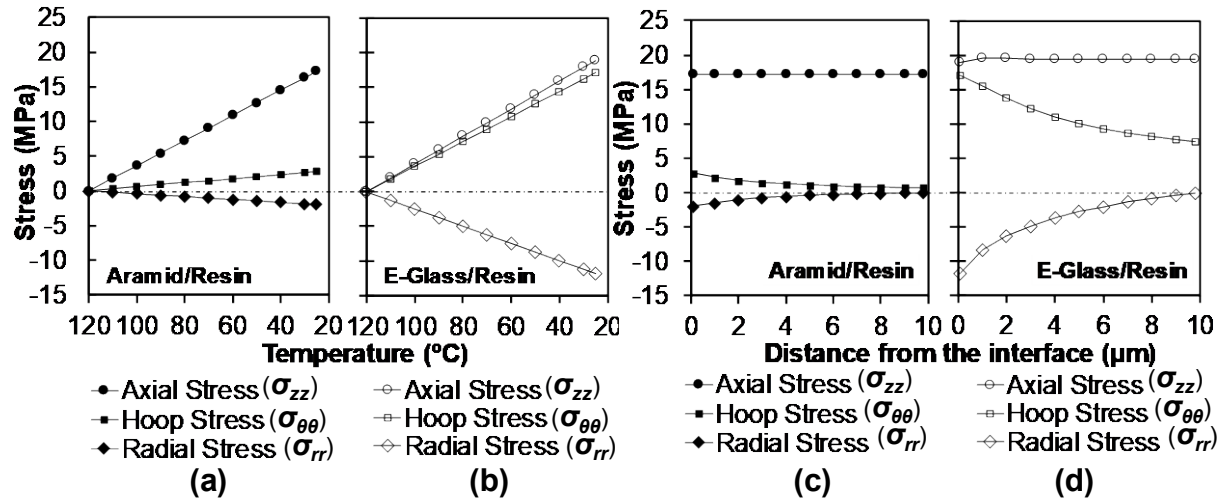 Stress (MPa)
25
20
15
10
5
0
−5
−10
−15
Aramid/Resin
120 100 80 60 40 20
E-Glass/Resin
120 100 80 60 40 20
Temperature (ºC)
Axial Stress (σzz)
Hoop Stress (σθθ)
Radial Stress (σrr)
(a)
Axial Stress (σzz)
Hoop Stress (σθθ)
Radial Stress (σrr)
(b)
Stress (MPa)
25
20
15
10
5
0
−5
−10
−15
Aramid/Resin
0 2 4 6 8 10
E-Glass/Resin
0 2 4 6 8 10
Distance from the interface (μm)
Axial Stress (σzz)
Hoop Stress (σθθ)
Radial Stress (σrr)
(c)
Axial Stress (σzz)
Hoop Stress (σθθ)
Radial Stress (σrr)
(d)